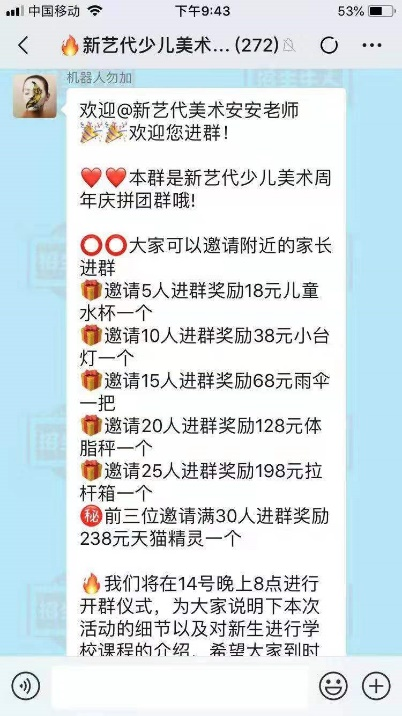 中国移动
下午9:43
53%
🔥新艺代少儿美术...(272)
机器人勿加
欢迎@新艺代美术安安老师
🎉🎉欢迎您进群！
❤️❤️本群是新艺代少儿美术周
年庆拼团群哦!
⭕⭕大家可以邀请附近的家长
进群
🎁邀请5人进群奖励18元儿童
水杯一个
🎁邀请10人进群奖励38元小台
灯一个
🎁邀请15人进群奖励68元雨伞
一把
🎁邀请20人进群奖励128元体
脂秤一个
🎁邀请25人进群奖励198元拉
杆箱一个
㊙️前三位邀请满30人进群奖励
238元天猫精灵一个
🔥我们将在14号晚上8点进行
开群仪式，为大家说明下本次
活动的细节以及对新生进行学
校课程的介绍，希望大家到时